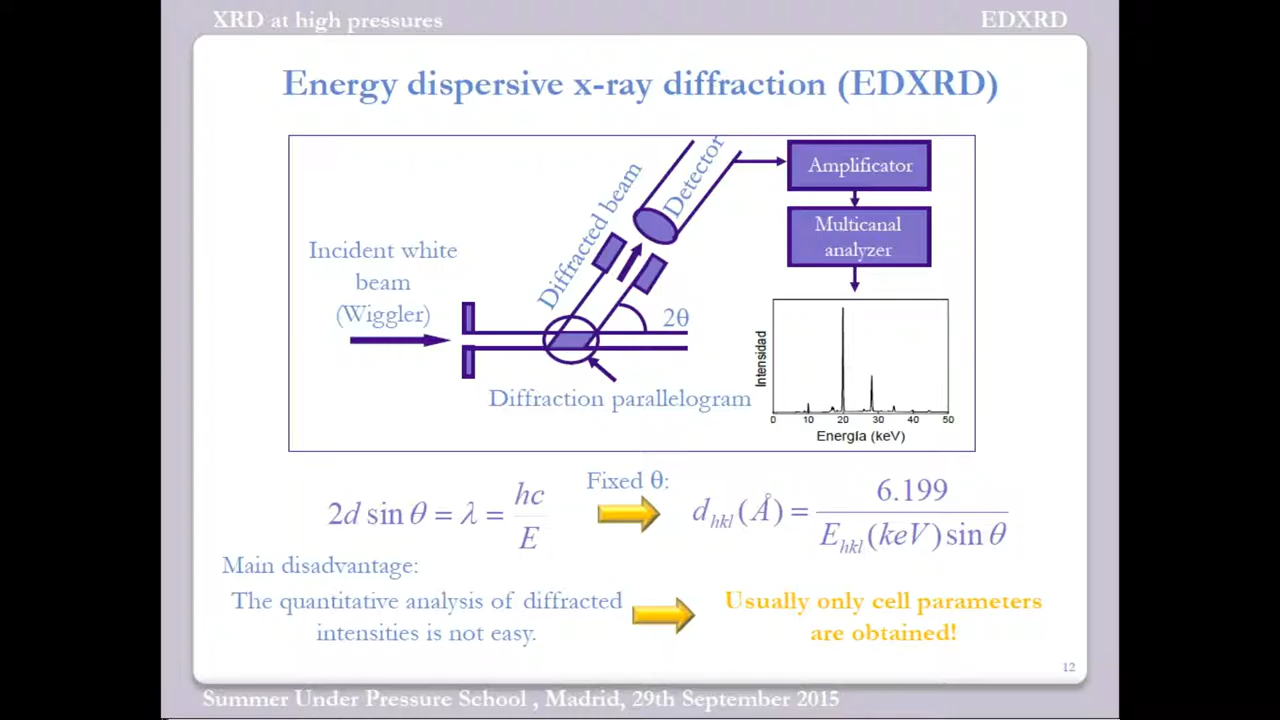 XRD at high pressures
EDXRD
Energy dispersive x-ray diffraction (EDXRD)
Incident white
beam
(Wiggler)
Diffracted beam
Detector
2θ
Diffraction parallelogram
Amplificator
Multicanal
analyzer
Intensidad
0 10 20 30 40 50
Energía (keV)
Fixed θ:
2d sin θ = λ = hc / E
d_hkl (Å) = 6.199 / E_hkl (keV) sin θ
Main disadvantage:
The quantitative analysis of diffracted
intensities is not easy.
Usually only cell parameters
are obtained!
12
Summer Under Pressure School , Madrid, 29th September 2015